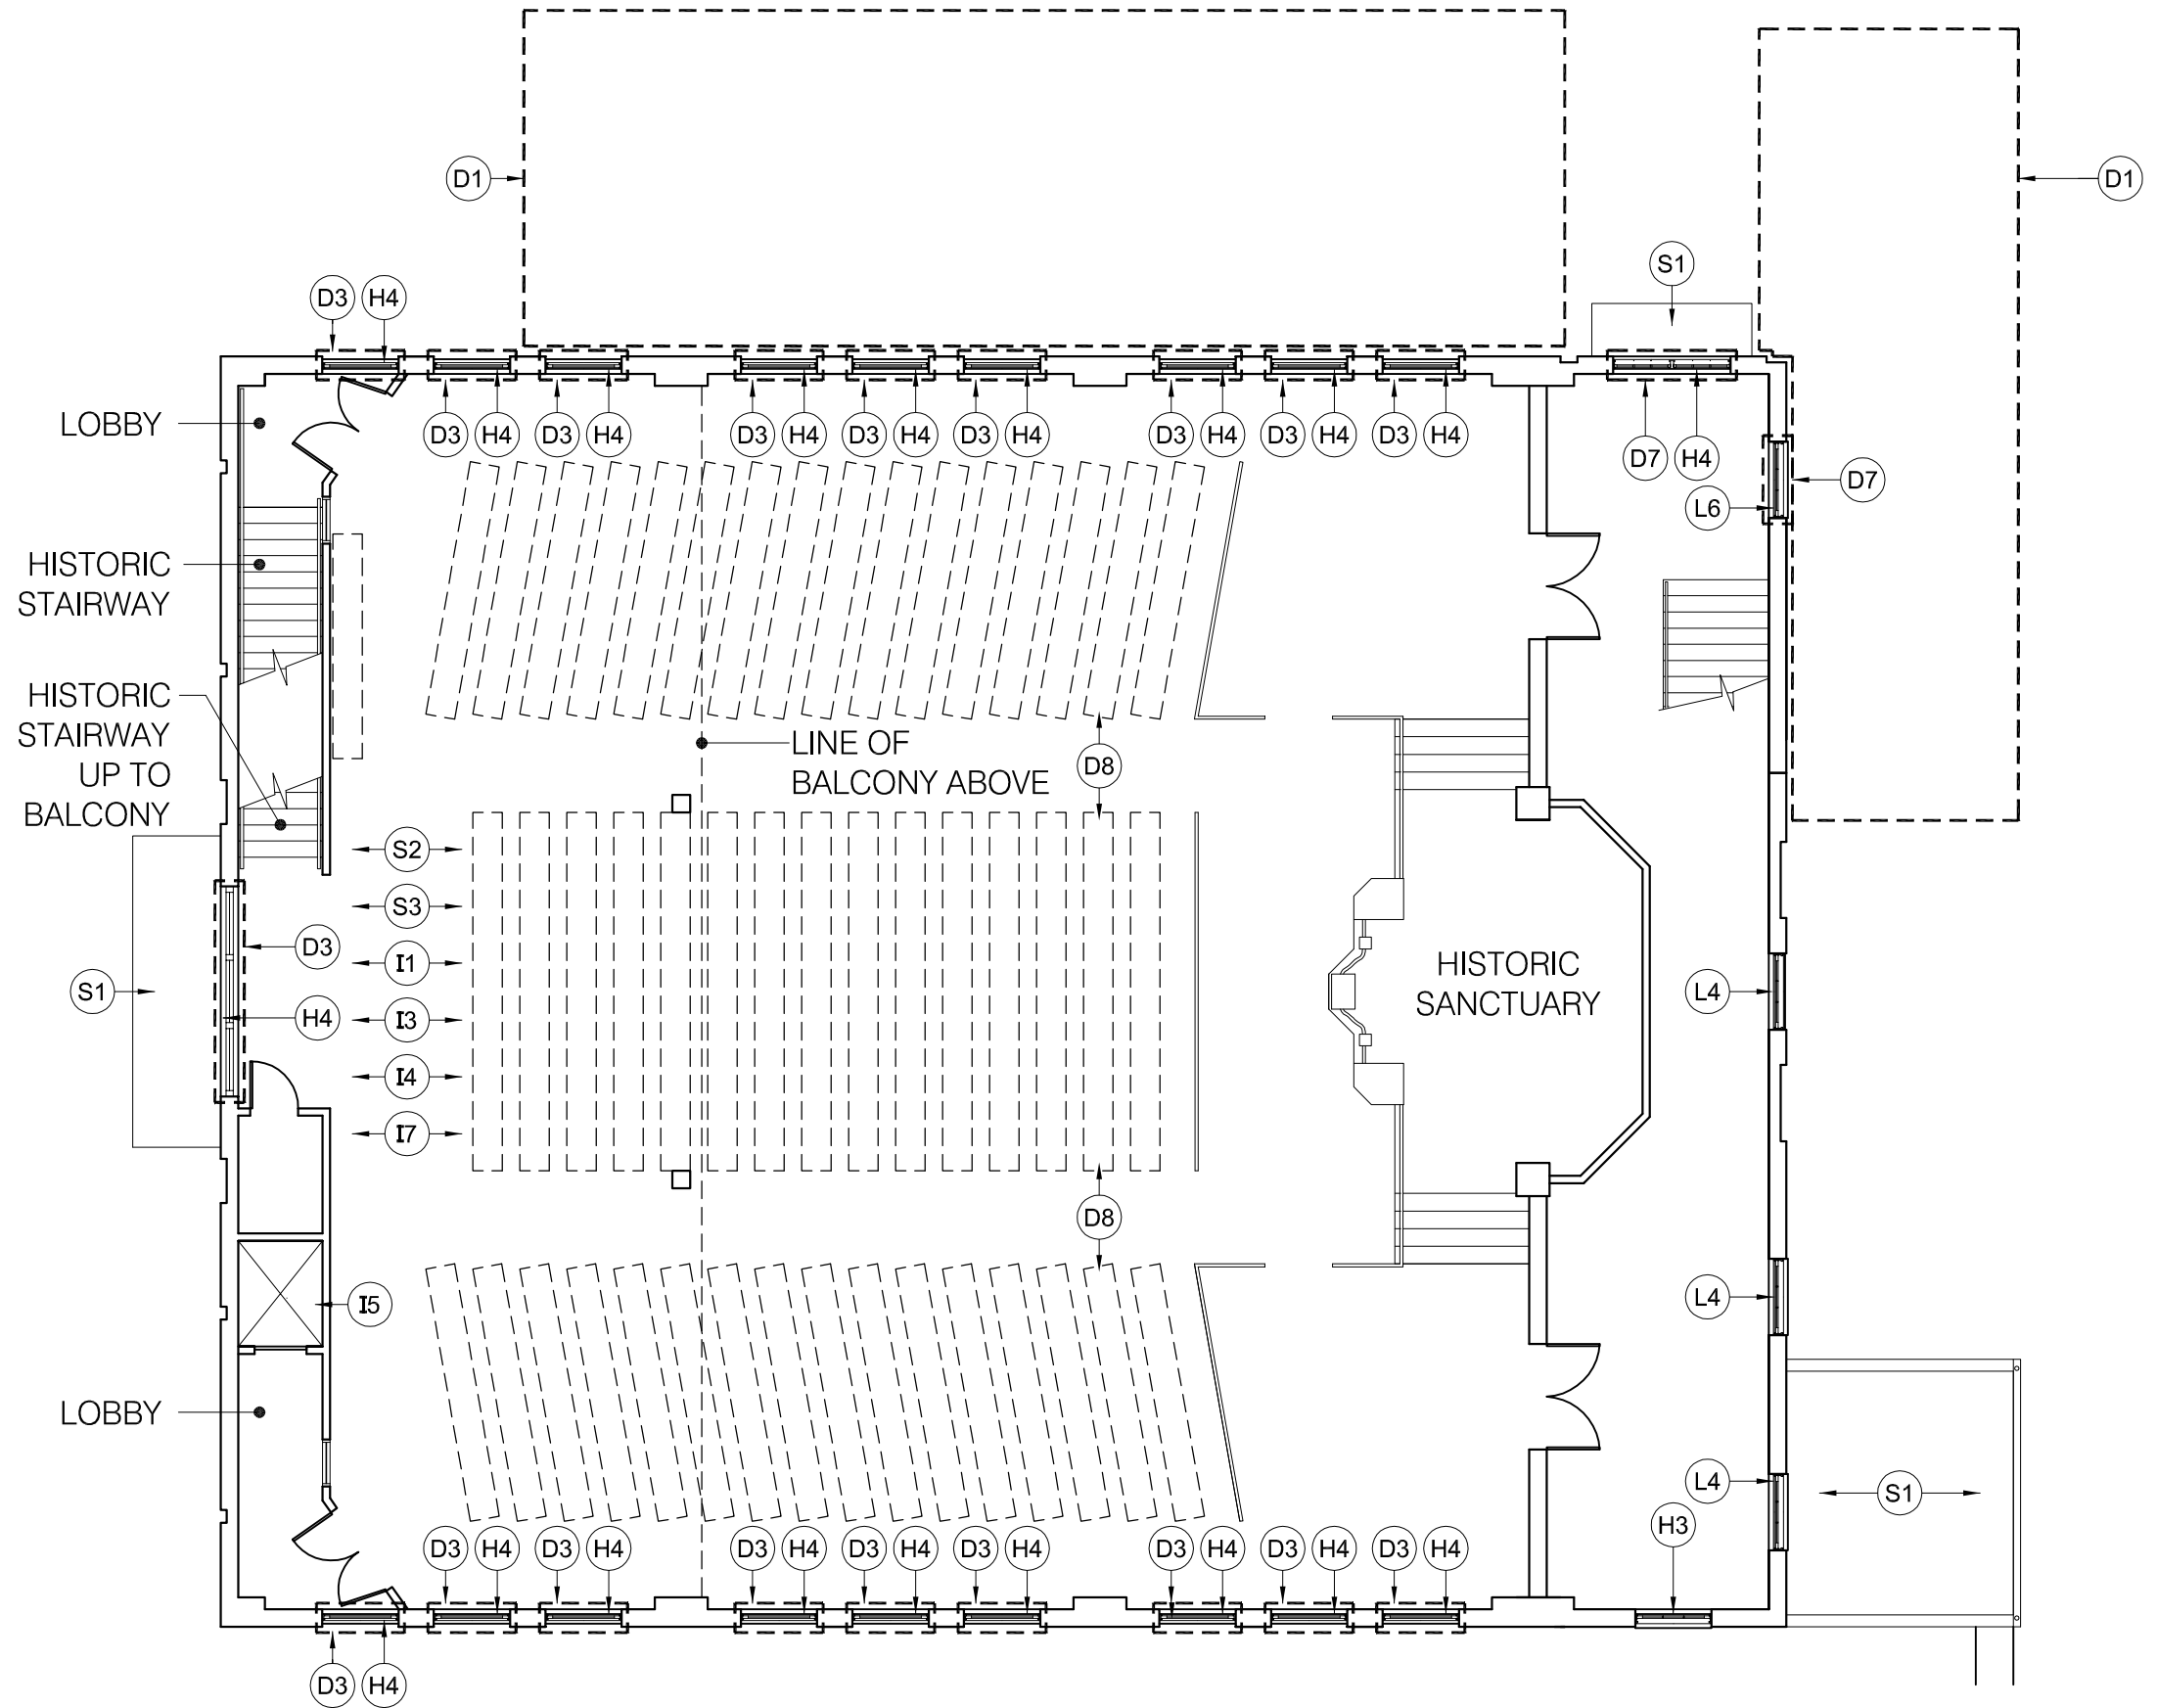 D1
D1
S1
D3 H4
LOBBY
D3 H4 D3 H4 D3 H4 D3 H4 D3 H4 D3 H4 D3 H4 D3 H4
D7 H4
D7
L6
HISTORIC
STAIRWAY
HISTORIC
STAIRWAY
UP TO
BALCONY
LINE OF
BALCONY ABOVE
D8
S2
S3
D3
I1
S1
H4
I3
I4
I7
HISTORIC
SANCTUARY
L4
D8
I5
L4
LOBBY
L4
S1
H3
D3 H4 D3 H4 D3 H4 D3 H4 D3 H4 D3 H4 D3 H4 D3 H4
D3 H4